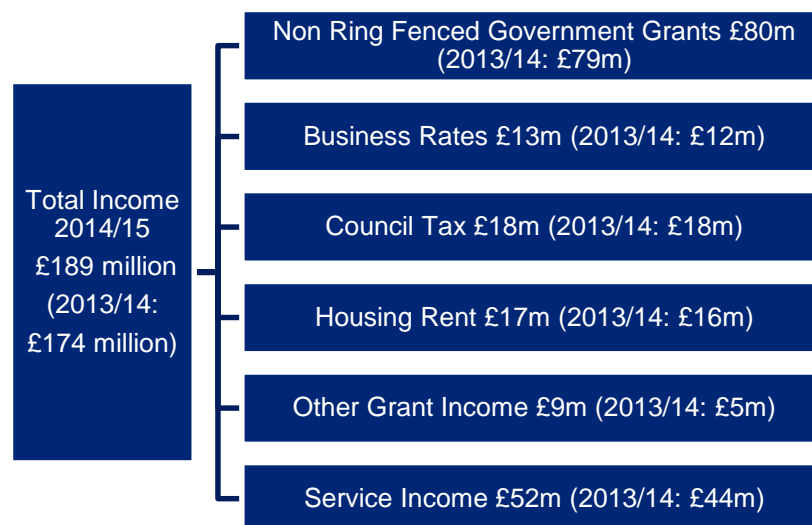 Total Income
2014/15
£189 million
(2013/14:
£174 million)
Non Ring Fenced Government Grants £80m
(2013/14: £79m)
Business Rates £13m (2013/14: £12m)
Council Tax £18m (2013/14: £18m)
Housing Rent £17m (2013/14: £16m)
Other Grant Income £9m (2013/14: £5m)
Service Income £52m (2013/14: £44m)